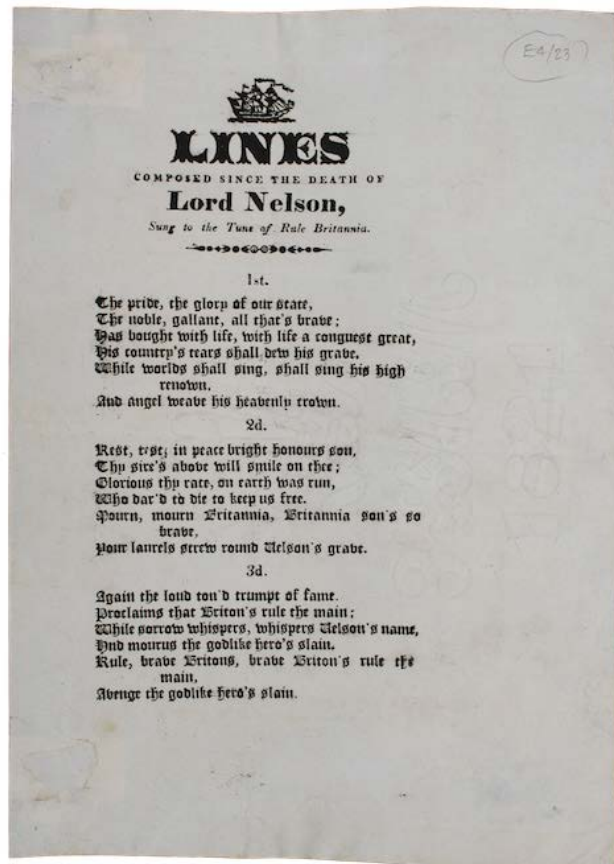 E4/23
LINES
COMPOSED SINCE THE DEATH OF
Lord Nelson,
Sung to the Tune of Rule Britannia.
1st.
The pride, the glory of our state,
The noble, gallant, all that's brave;
Has bought with life, with life a conquest great,
His country's tears shall dew his grave.
While worlds shall sing, shall sing his high
renown.
And angel weave his heavenly crown.
2d.
Rest, rest; in peace bright honours son,
Thy sire's above will smile on thee;
Glorious thy race, on earth was run,
Who dar'd to die to keep us free.
Mourn, mourn Britannia, Britannia son's so
brave,
Your laurels strew round Nelson's grave.
3d.
Again the loud ton'd trumpt of fame.
Proclaims that Briton's rule the main;
While sorrow whispers, whispers Nelson's name,
And mourns the godlike hero's slain.
Rule, brave Britons, brave Briton's rule the
main,
Avenge the godlike hero's slain.